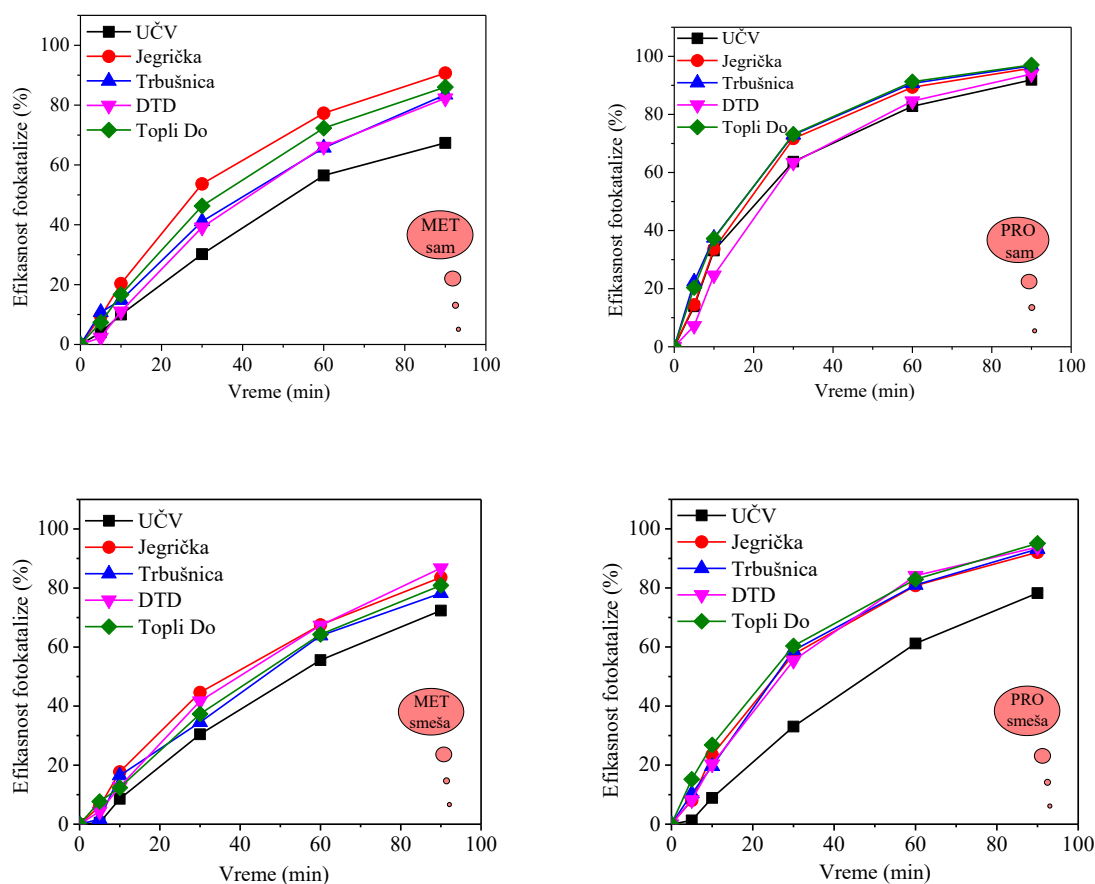 UČV
Jegrička
Trbušnica
DTD
Topli Do
100
80
60
40
20
0
0 20 40 60 80 100
Efikasnost fotokatalize (%)
Vreme (min)
MET
sam
UČV
Jegrička
Trbušnica
DTD
Topli Do
100
80
60
40
20
0
0 20 40 60 80 100
Efikasnost fotokatalize (%)
Vreme (min)
PRO
sam
UČV
Jegrička
Trbušnica
DTD
Topli Do
100
80
60
40
20
0
0 20 40 60 80 100
Efikasnost fotokatalize (%)
Vreme (min)
MET
smeša
UČV
Jegrička
Trbušnica
DTD
Topli Do
100
80
60
40
20
0
0 20 40 60 80 100
Efikasnost fotokatalize (%)
Vreme (min)
PRO
smeša